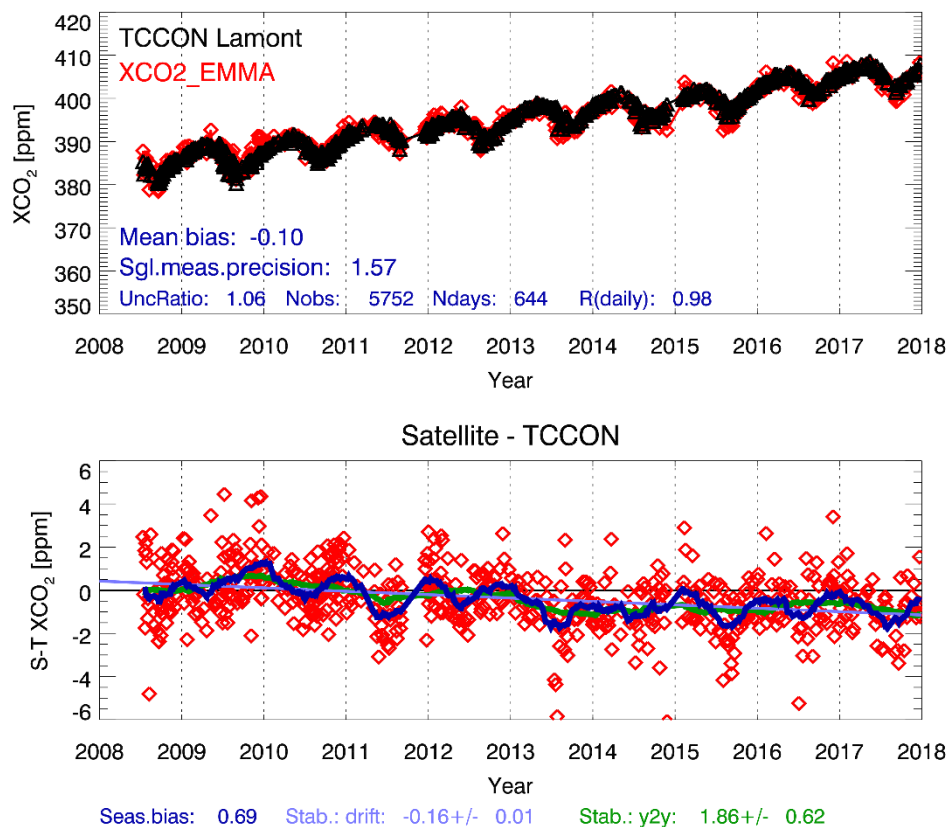 420
410
400
390
380
370
360
350
XCO2 [ppm]
TCCON Lamont
XCO2_EMMA
Mean bias: -0.10
Sgl.meas.precision: 1.57
UncRatio: 1.06 Nobs: 5752 Ndays: 644 R(daily): 0.98
2008 2009 2010 2011 2012 2013 2014 2015 2016 2017 2018
Year
Satellite - TCCON
6
4
2
0
-2
-4
-6
S-T XCO2 [ppm]
2008 2009 2010 2011 2012 2013 2014 2015 2016 2017 2018
Year
Seas.bias: 0.69 Stab.: drift: -0.16+/- 0.01 Stab.: y2y: 1.86+/- 0.62